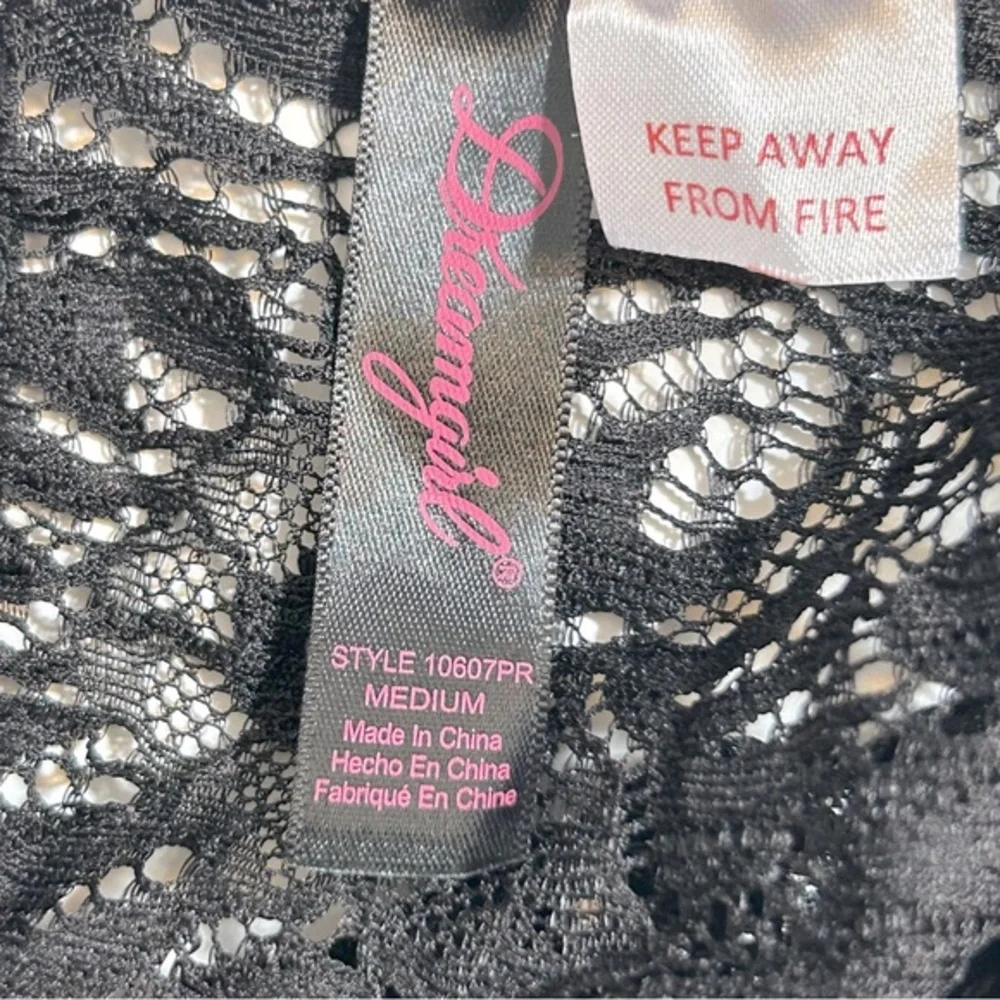 Dreamgirl®
STYLE 10607PR
MEDIUM
Made In China
Hecho En China
Fabriqué En Chine
KEEP AWAY
FROM FIRE